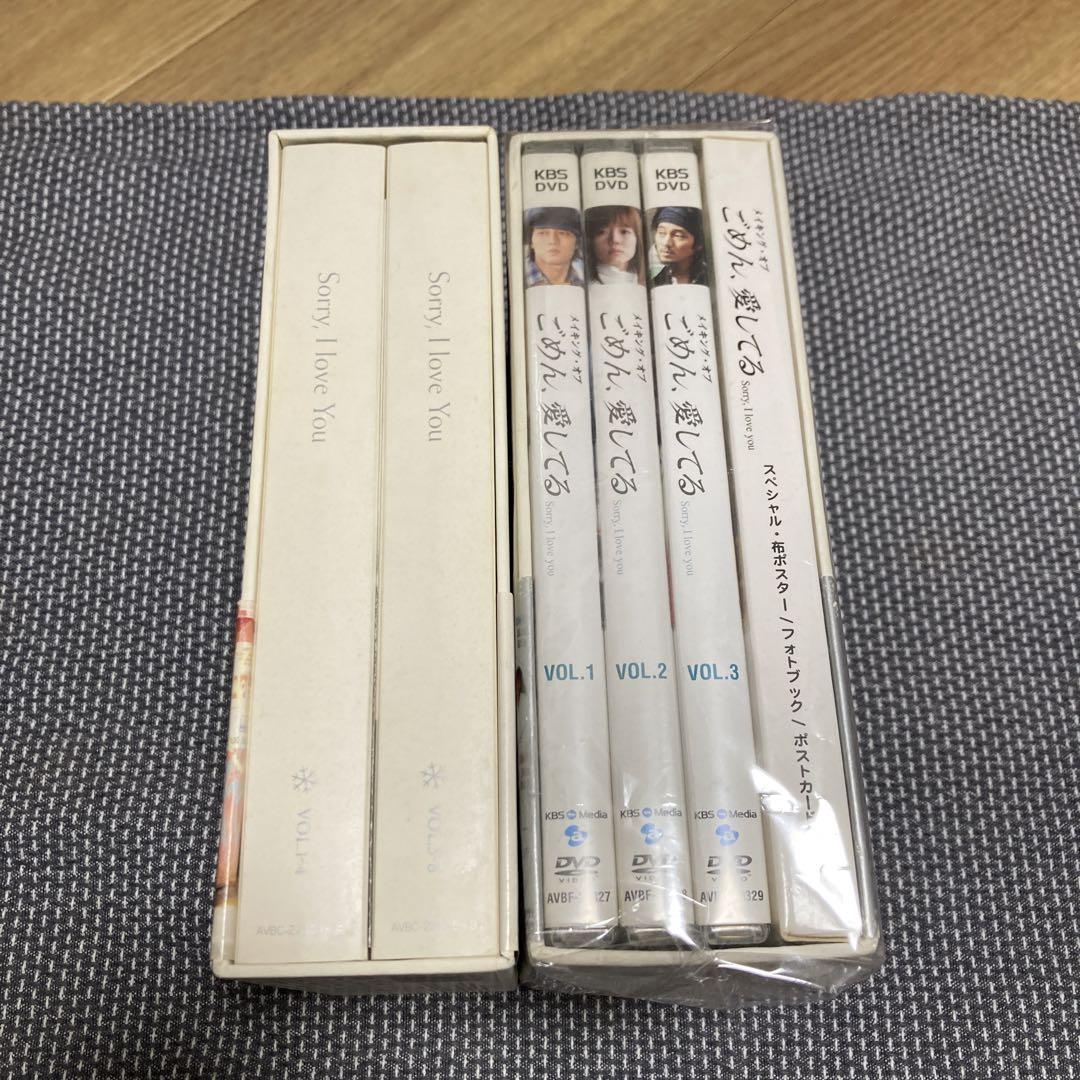 Sorry, I love You
VOL.1-4
Sorry, I love You
KBS
DVD
メイキング・オブ
ごめん、愛してる
Sorry, I love you
VOL.1
KBS Media
DVD
VIDEO
KBS
DVD
メイキング・オブ
ごめん、愛してる
Sorry, I love you
VOL.2
KBS Media
DVD
VIDEO
KBS
DVD
メイキング・オブ
ごめん、愛してる
Sorry, I love you
VOL.3
KBS Media
DVD
メイキング・オブ
ごめん、愛してる
Sorry, I love you
スペシャル・布ポスター/フォトブック/ポストカード